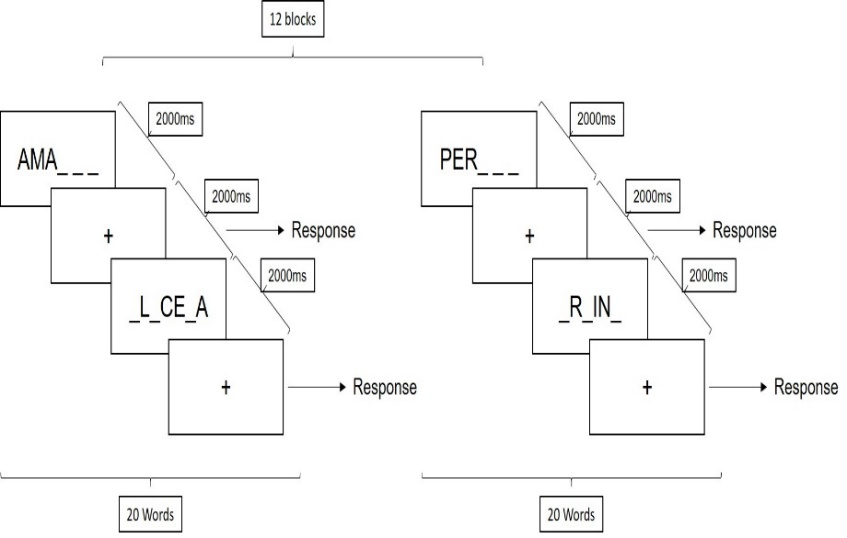 12 blocks
2000ms
AMA_ _ _
2000ms
+
Response
2000ms
_L_CE_A
+
Response
20 Words
2000ms
PER_ _ _
2000ms
+
Response
2000ms
_R_IN_
+
Response
20 Words